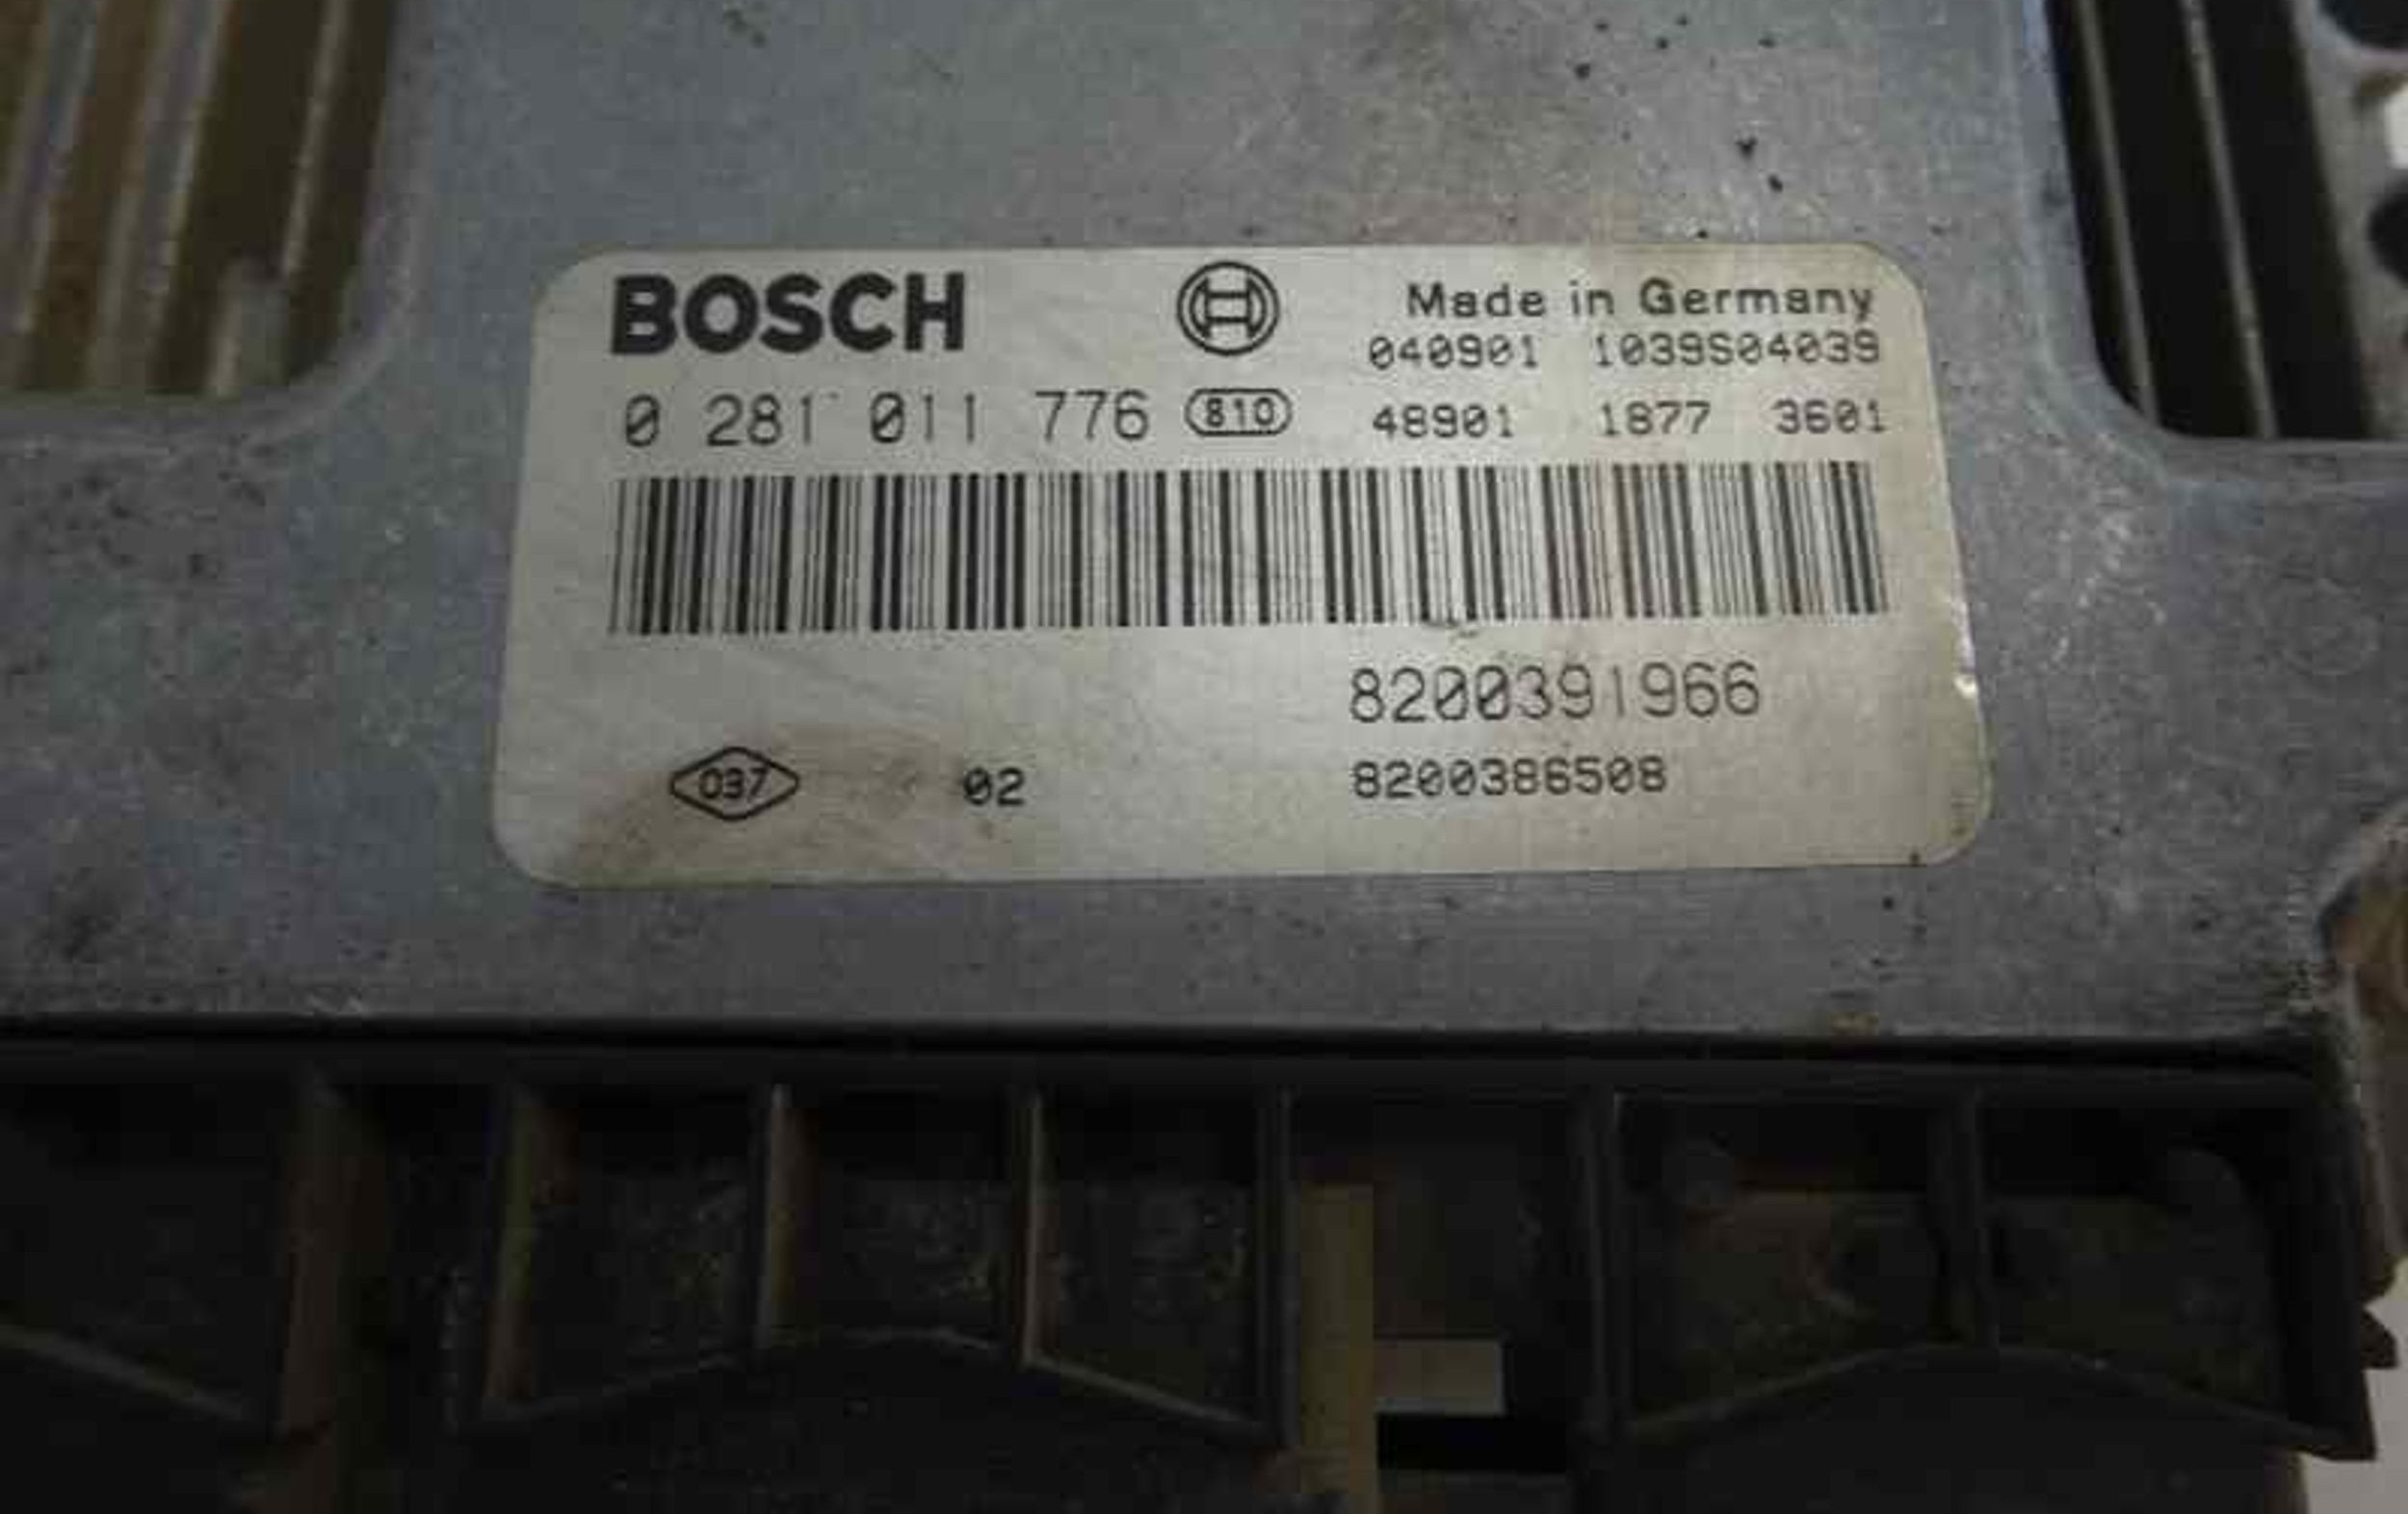 BOSCH
Made in Germany
040901 1039S04039
0 281 011 776 810 48901 1877 3601
8200391966
037 02 8200386508